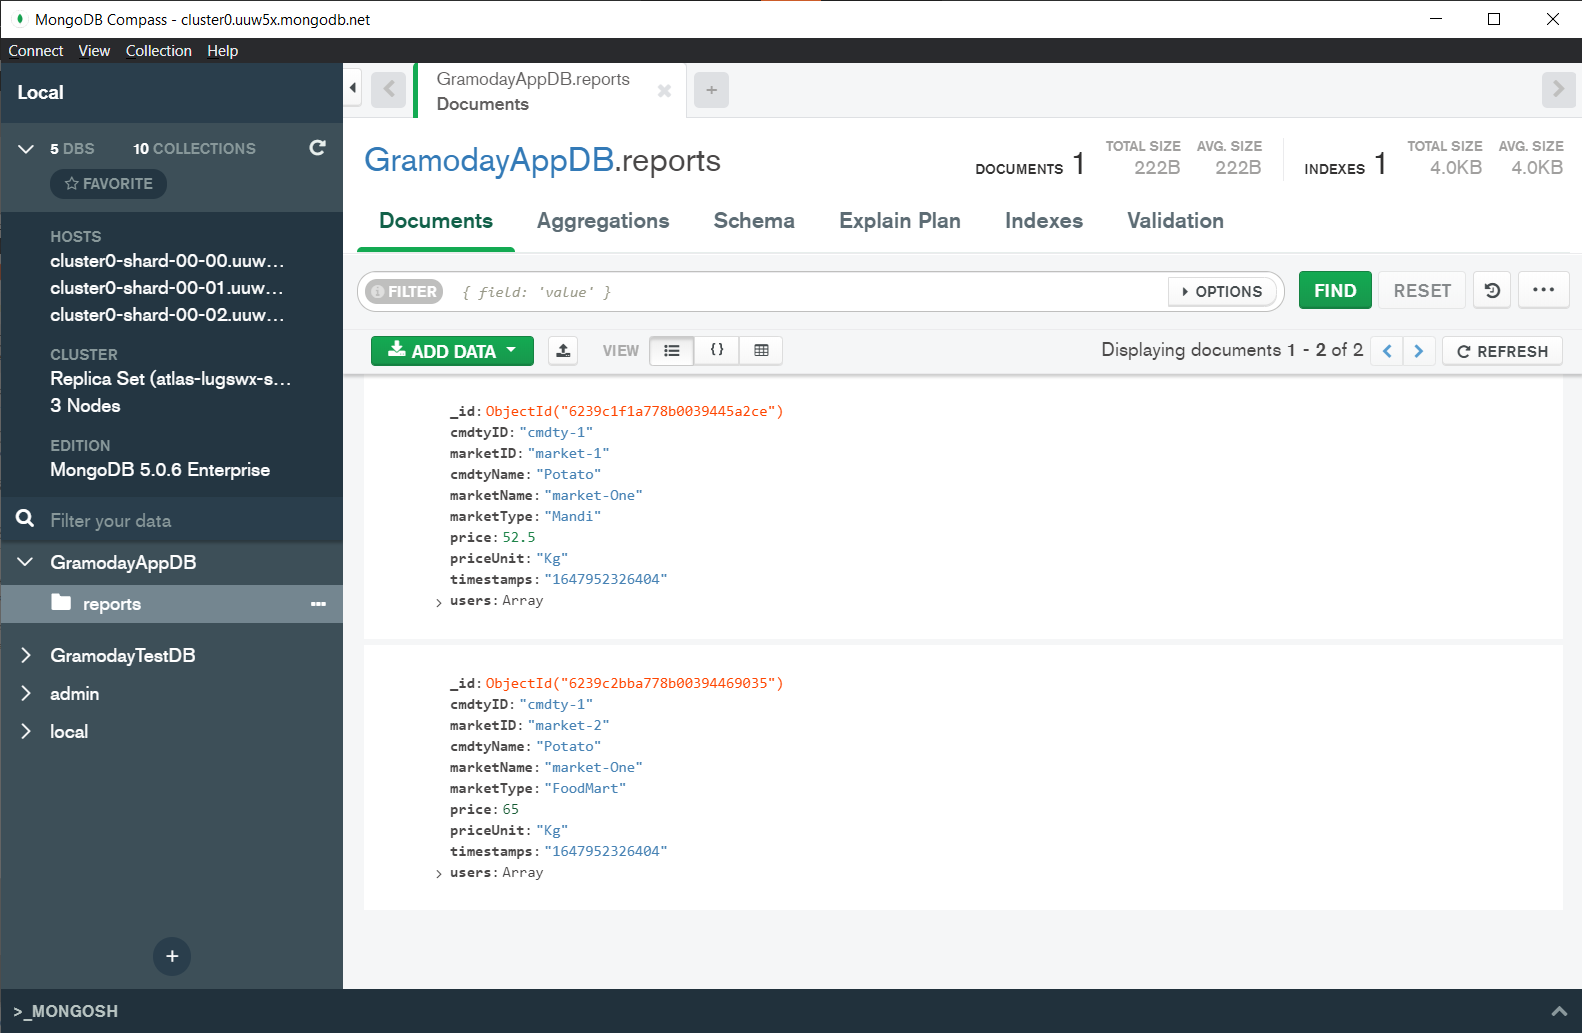 MongoDB Compass - cluster0.uuw5x.mongodb.net
Connect View Collection Help
Local
5 DBS 10 COLLECTIONS
FAVORITE
HOSTS
cluster0-shard-00-00.uuw...
cluster0-shard-00-01.uuw...
cluster0-shard-00-02.uuw...
CLUSTER
Replica Set (atlas-lugswx-s...
3 Nodes
EDITION
MongoDB 5.0.6 Enterprise
Filter your data
GramodayAppDB
reports
GramodayTestDB
admin
local
GramodayAppDB.reports
Documents
GramodayAppDB.reports
DOCUMENTS 1 TOTAL SIZE 222B AVG. SIZE 222B INDEXES 1 TOTAL SIZE 4.0KB AVG. SIZE 4.0KB
Documents Aggregations Schema Explain Plan Indexes Validation
FILTER { field: 'value' } OPTIONS FIND RESET ...
ADD DATA VIEW {} Displaying documents 1 - 2 of 2 REFRESH
_id: ObjectId("6239c1f1a778b0039445a2ce")
cmdtyID: "cmdty-1"
marketID: "market-1"
cmdtyName: "Potato"
marketName: "market-One"
marketType: "Mandi"
price: 52.5
priceUnit: "Kg"
timestamps: "1647952326404"
users: Array
_id: ObjectId("6239c2bba778b00394469035")
cmdtyID: "cmdty-1"
marketID: "market-2"
cmdtyName: "Potato"
marketName: "market-One"
marketType: "FoodMart"
price: 65
priceUnit: "Kg"
timestamps: "1647952326404"
users: Array
>_MONGOSH